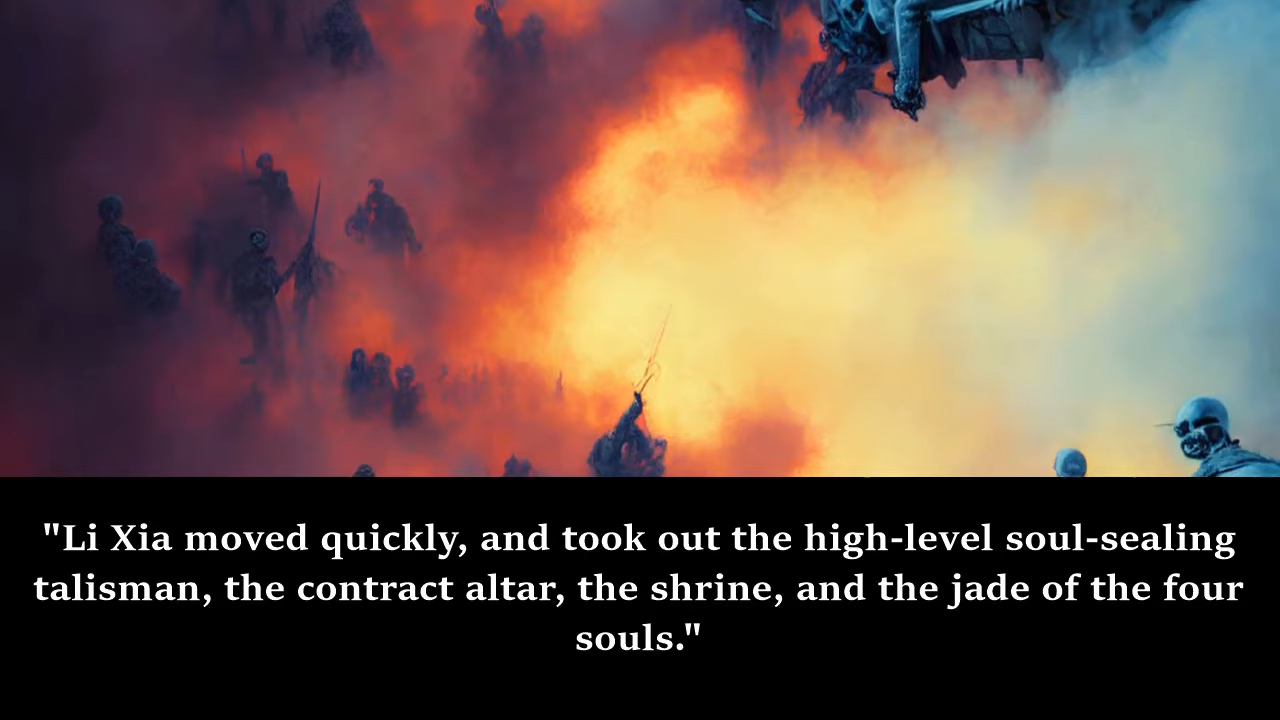 "Li Xia moved quickly, and took out the high-level soul-sealing
talisman, the contract altar, the shrine, and the jade of the four
souls."